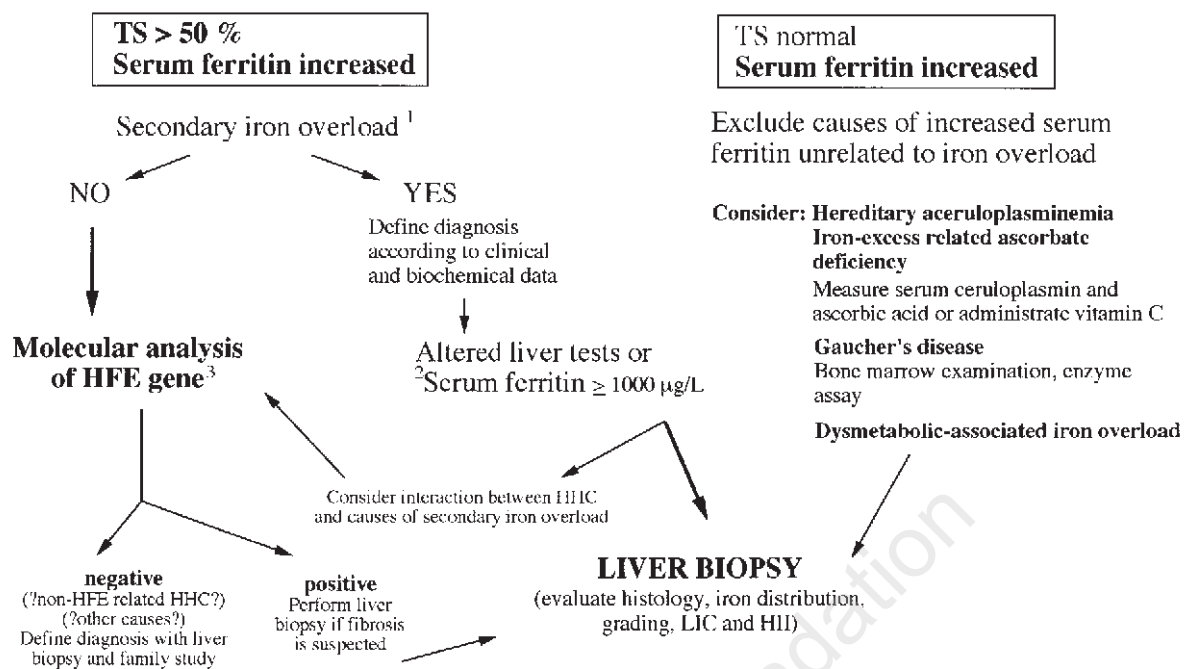 TS > 50 %
Serum ferritin increased
Secondary iron overload ¹
NO
YES
Define diagnosis
according to clinical
and biochemical data
Molecular analysis
of HFE gene³
Altered liver tests or
²Serum ferritin ≥ 1000 µg/L
Consider interaction between HHC
and causes of secondary iron overload
negative
(?non-HFE related HHC?)
(?other causes?)
Define diagnosis with liver
biopsy and family study
positive
Perform liver
biopsy if fibrosis
is suspected
LIVER BIOPSY
(evaluate histology, iron distribution,
grading, LIC and HII)
TS normal
Serum ferritin increased
Exclude causes of increased serum
ferritin unrelated to iron overload
Consider: Hereditary aceruloplasminemia
Iron-excess related ascorbate
deficiency
Measure serum ceruloplasmin and
ascorbic acid or administrate vitamin C
Gaucher's disease
Bone marrow examination, enzyme
assay
Dysmetabolic-associated iron overload